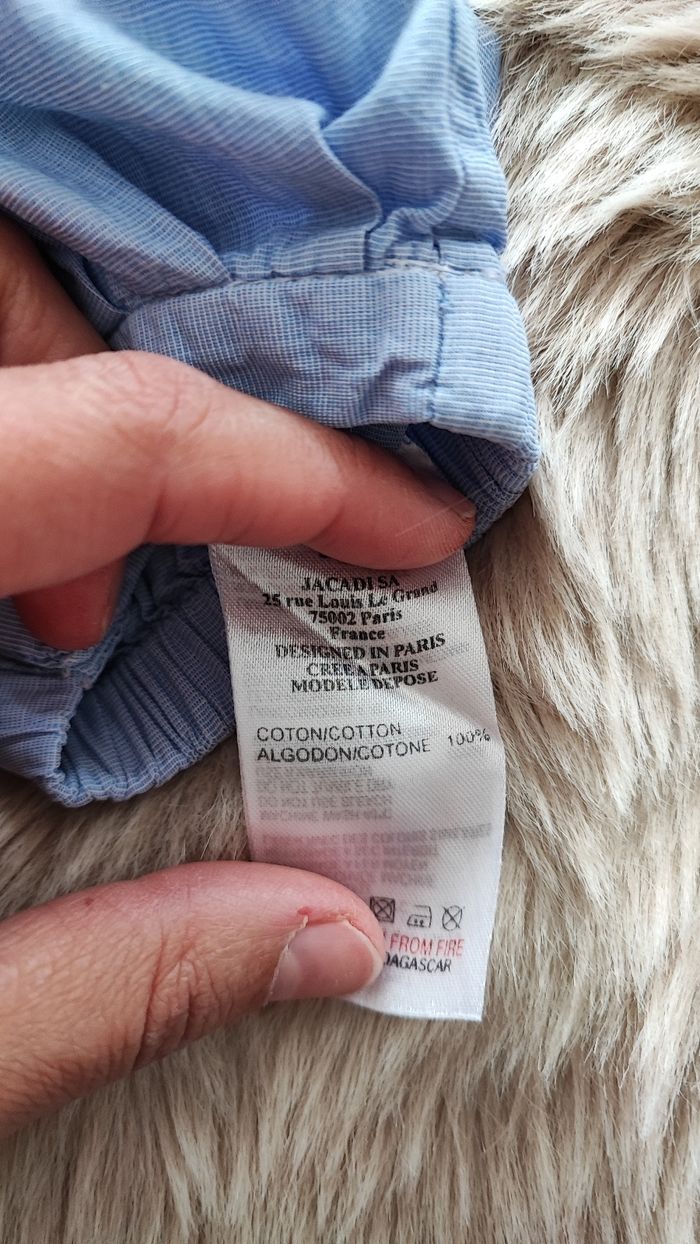 JACADI SA
25 rue Louis Le Grand
75002 Paris
France
DESIGNED IN PARIS
CREE A PARIS
MODELE DEPOSE
COTON/COTTON
ALGODON/COTONE 100%
FROM FIRE
DAGASCAR